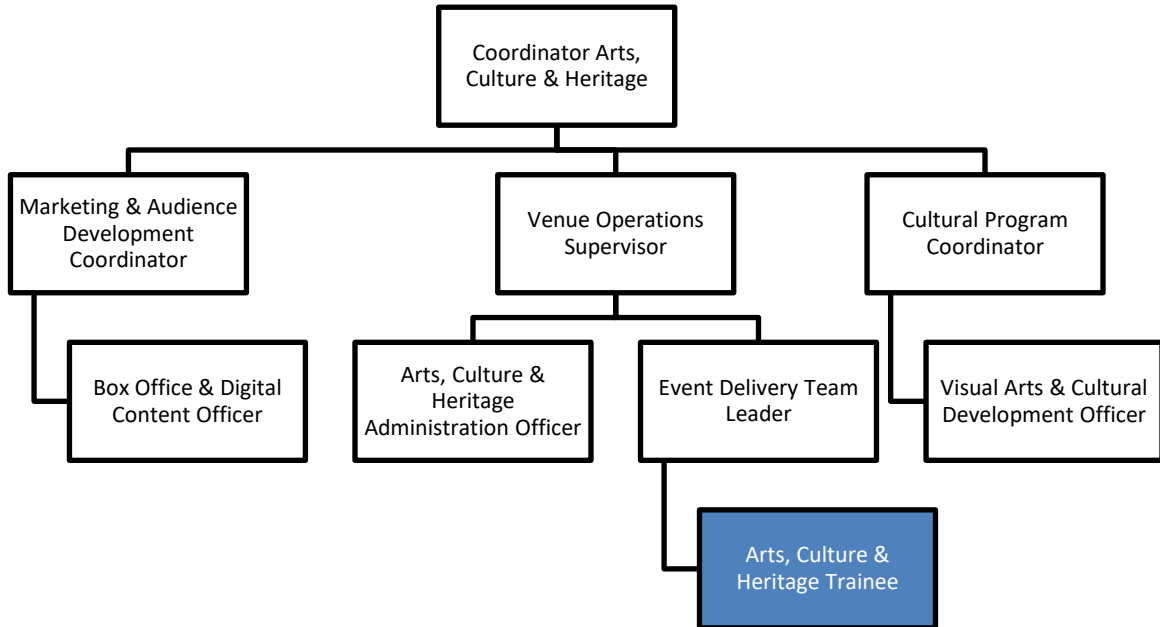 Coordinator Arts,
Culture & Heritage
Marketing & Audience
Development
Coordinator
Venue Operations
Supervisor
Cultural Program
Coordinator
Box Office & Digital
Content Officer
Arts, Culture &
Heritage
Administration Officer
Event Delivery Team
Leader
Visual Arts & Cultural
Development Officer
Arts, Culture &
Heritage Trainee